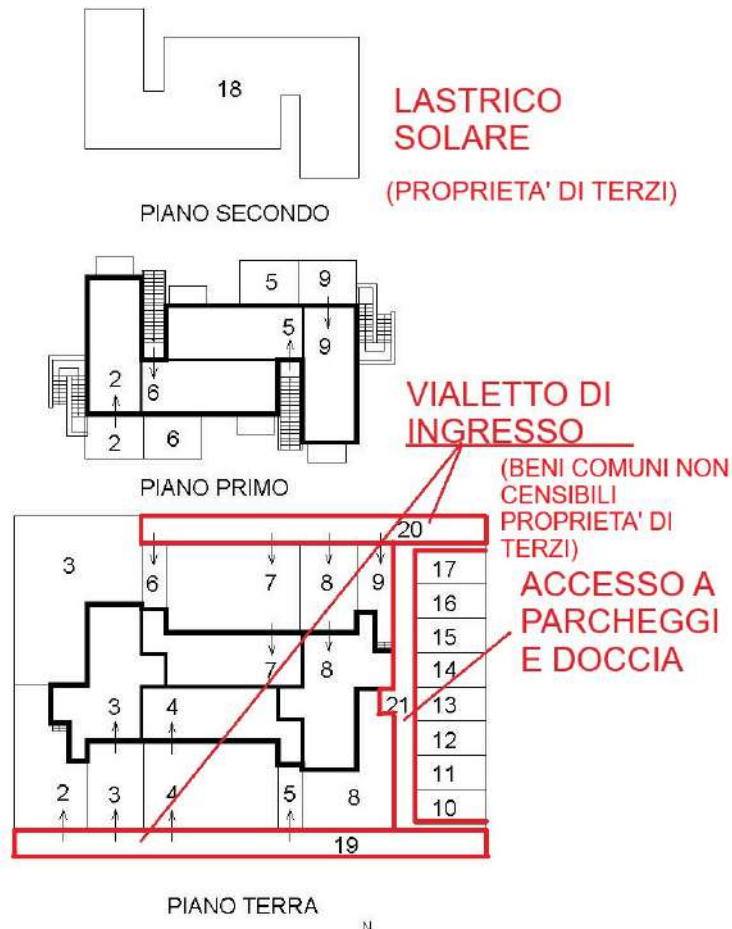 18
LASTRICO
SOLARE
(PROPRIETA' DI TERZI)
PIANO SECONDO
5 9
5
9
2
6
2 6
VIALETTO DI
INGRESSO
(BENI COMUNI NON
CENSIBILI
PROPRIETA' DI
TERZI)
PIANO PRIMO
20
3
6 7 8 9
7 8
3 4
2 3 4 5 8
21
17
16
15
14
13
12
11
10
ACCESSO A
PARCHEGGI
E DOCCIA
19
PIANO TERRA
N